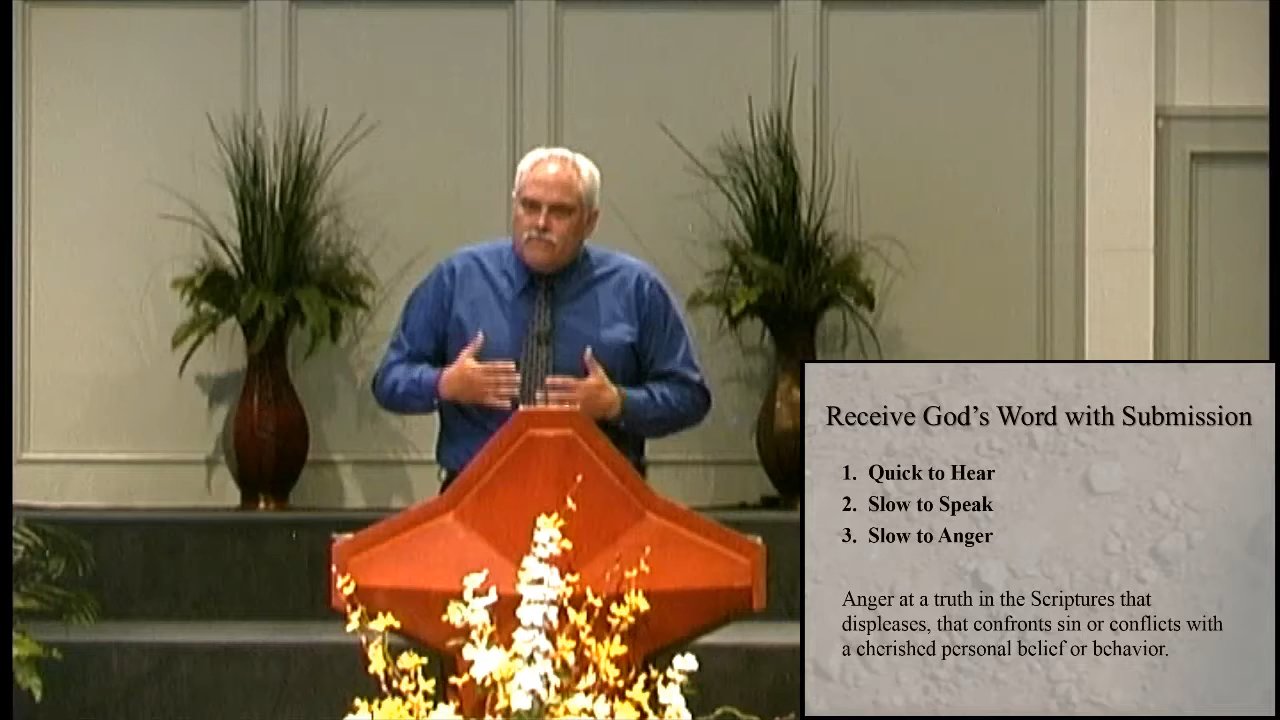 Receive God's Word with Submission
1. Quick to Hear
2. Slow to Speak
3. Slow to Anger
Anger at a truth in the Scriptures that
displeases, that confronts sin or conflicts with
a cherished personal belief or behavior.